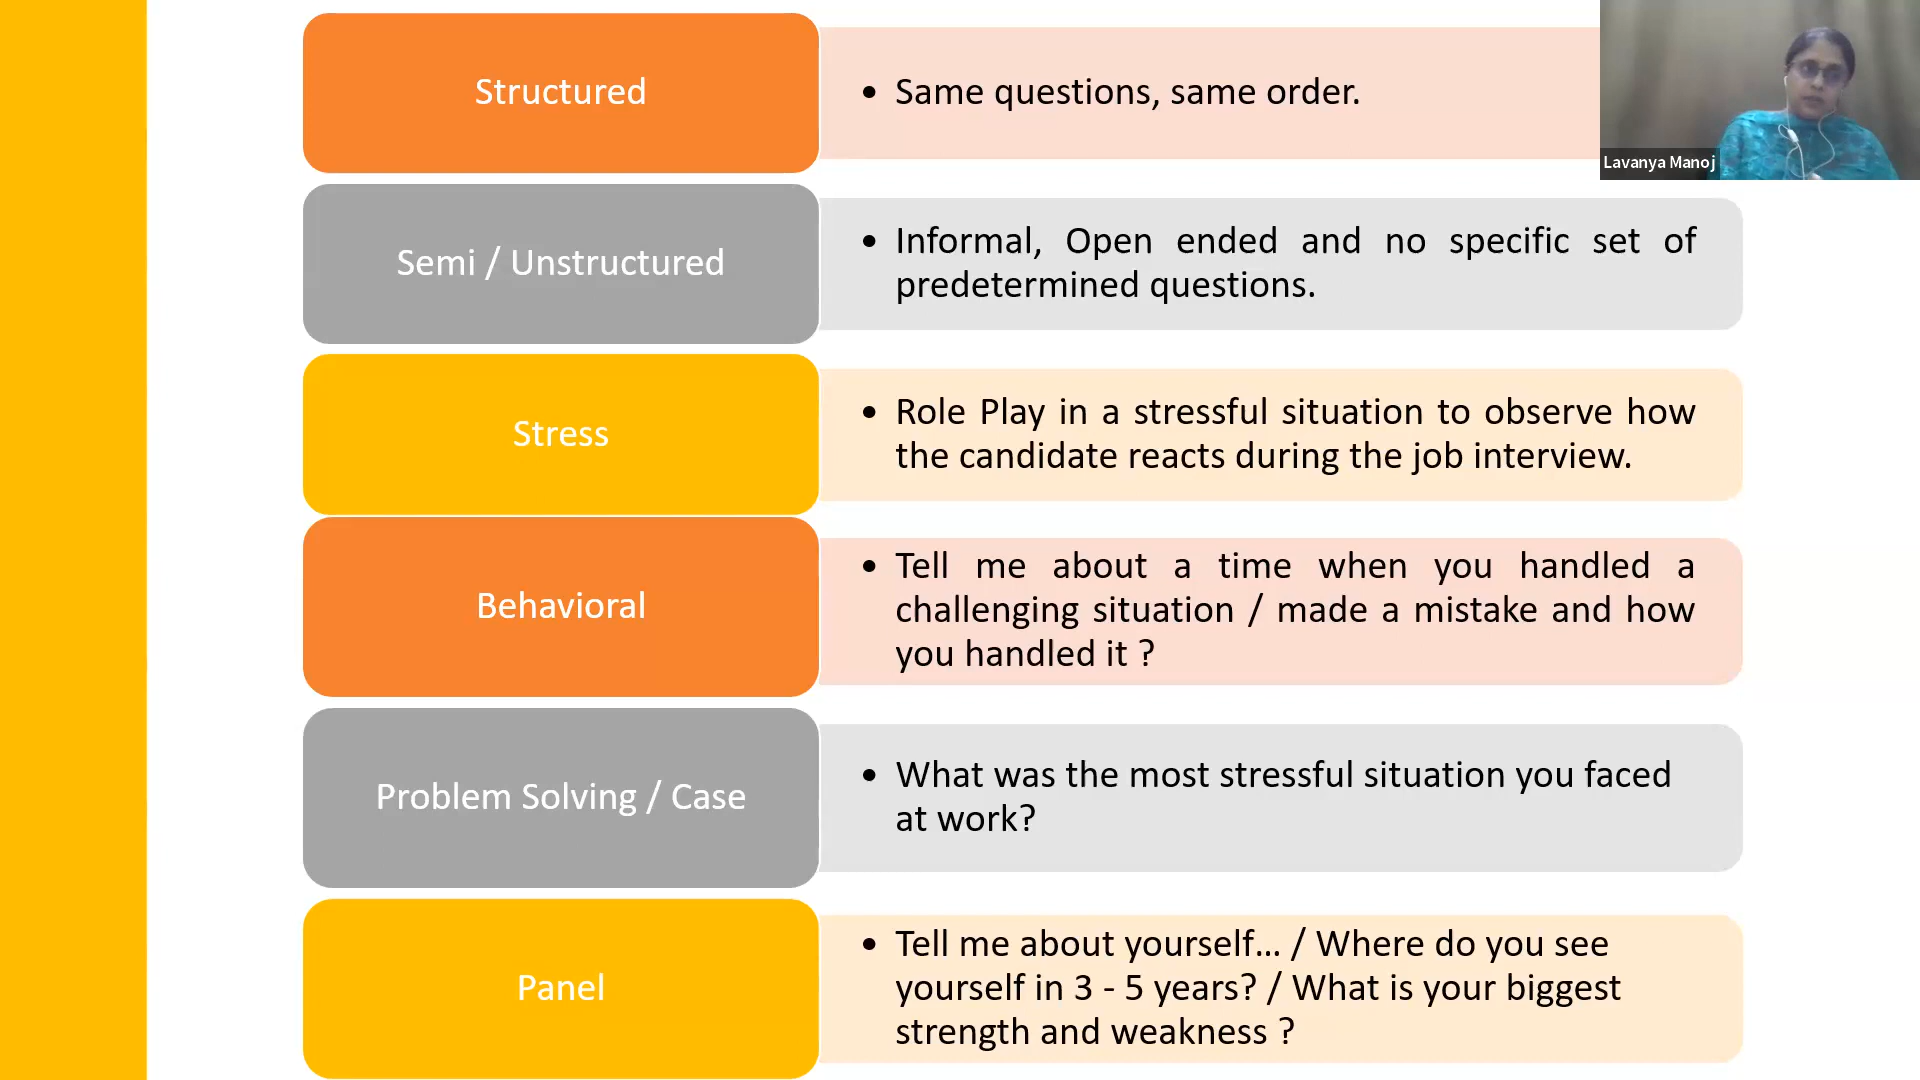 Structured
• Same questions, same order.
Lavanya Manoj
Semi / Unstructured
• Informal, Open ended and no specific set of
predetermined questions.
Stress
• Role Play in a stressful situation to observe how
the candidate reacts during the job interview.
Behavioral
• Tell me about a time when you handled a
challenging situation / made a mistake and how
you handled it ?
Problem Solving / Case
• What was the most stressful situation you faced
at work?
Panel
• Tell me about yourself... / Where do you see
yourself in 3 - 5 years? / What is your biggest
strength and weakness ?